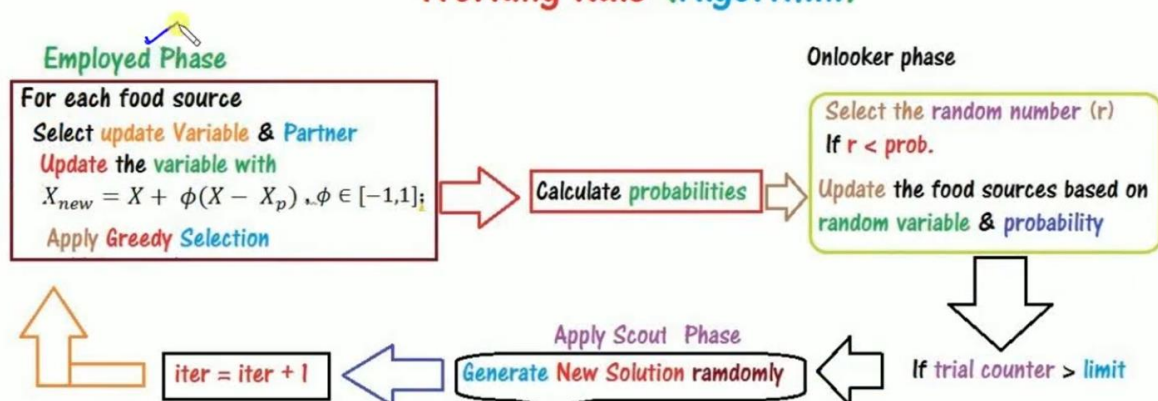 Working Rule
Employed Phase
For each food source
Select update Variable & Partner
Update the variable with
X_new = X + ϕ(X − X_p) , ϕ ∈ [-1,1];
Apply Greedy Selection
Calculate probabilities
Onlooker phase
Select the random number (r)
If r < prob.
Update the food sources based on
random variable & probability
If trial counter > limit
Apply Scout Phase
Generate New Solution ramdomly
iter = iter + 1